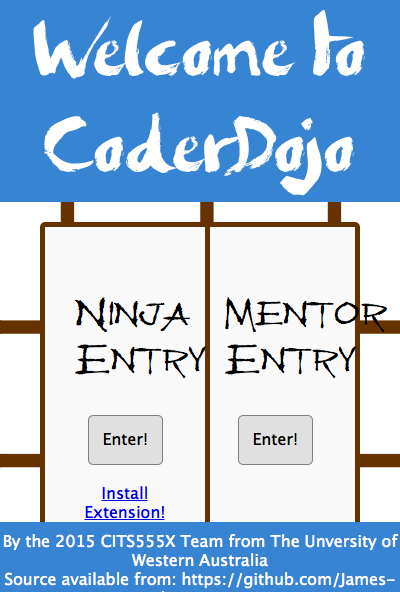 Welcome to
CoderDojo
Ninja
Entry
Enter!
Install
Extension!
Mentor
Entry
Enter!
By the 2015 CITS555X Team from The Unversity of
Western Australia
Source available from: https://github.com/James-